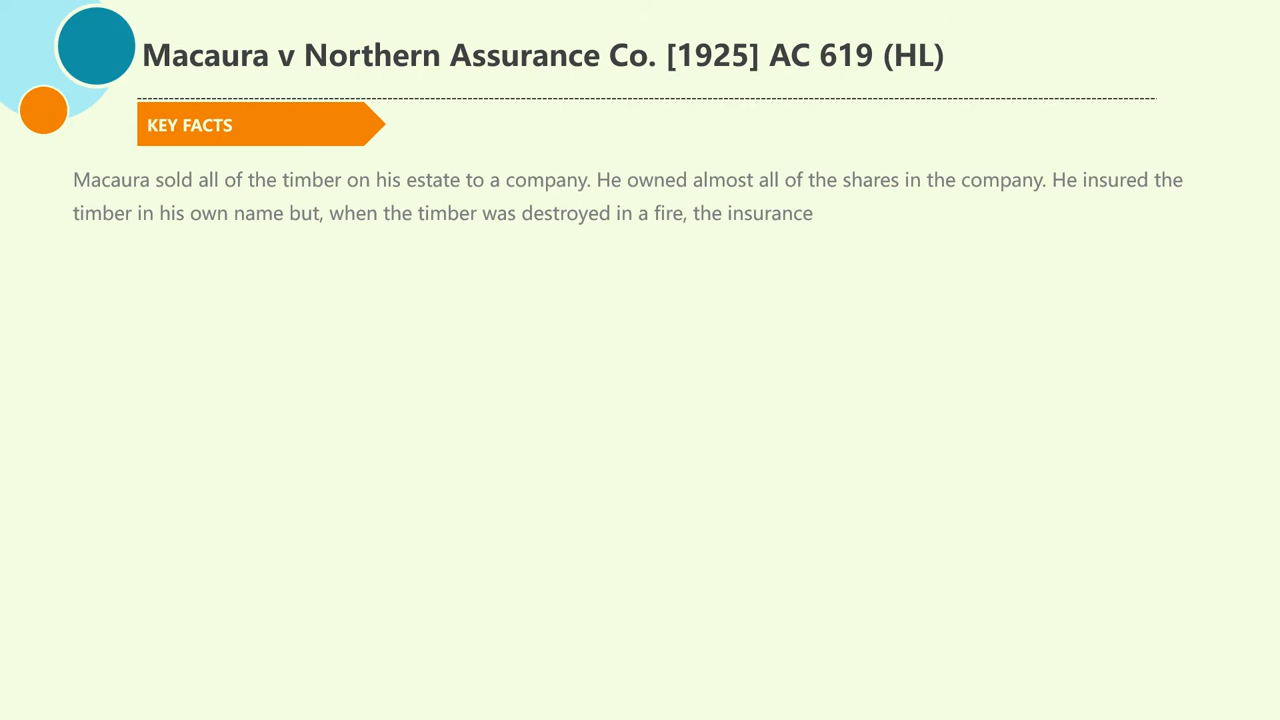 Macaura v Northern Assurance Co. [1925] AC 619 (HL)
KEY FACTS
Macaura sold all of the timber on his estate to a company. He owned almost all of the shares in the company. He insured the
timber in his own name but, when the timber was destroyed in a fire, the insurance